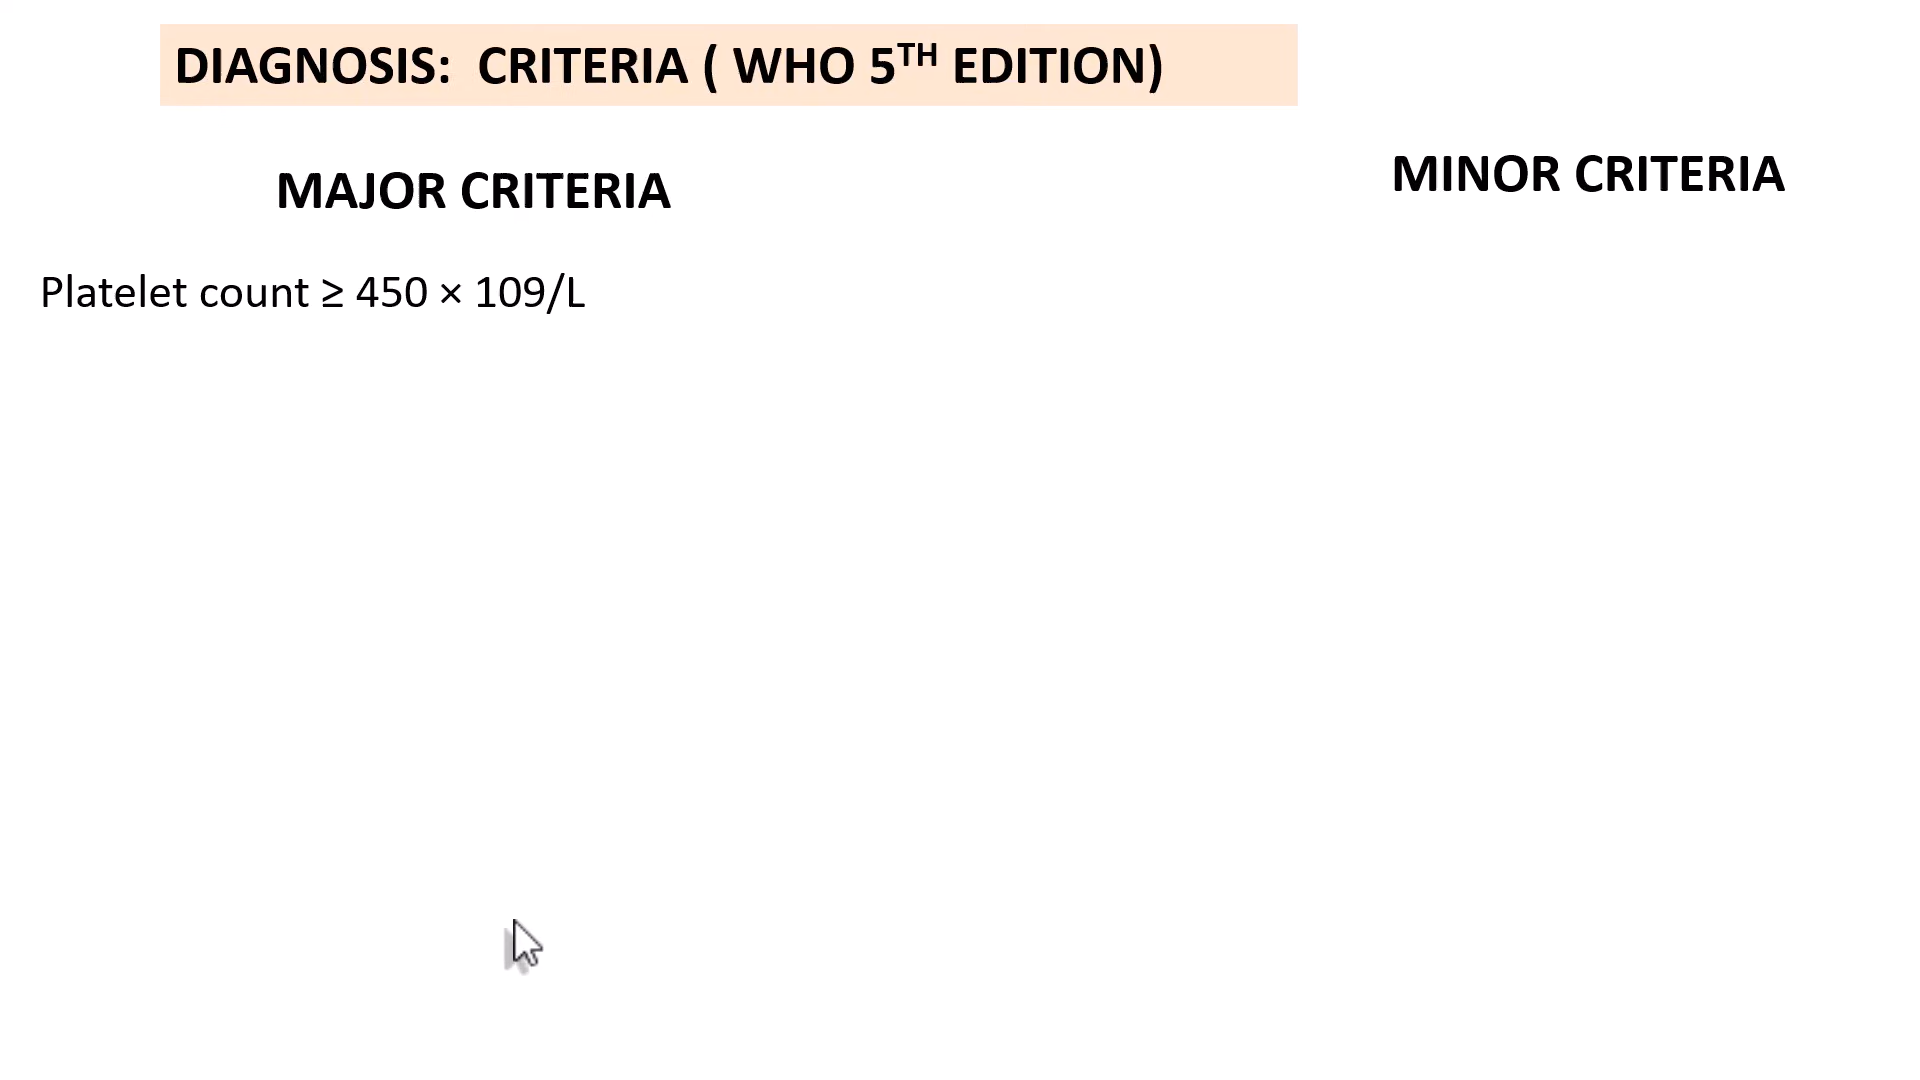 DIAGNOSIS: CRITERIA ( WHO 5TH EDITION)
MAJOR CRITERIA
MINOR CRITERIA
Platelet count ≥ 450 × 109/L